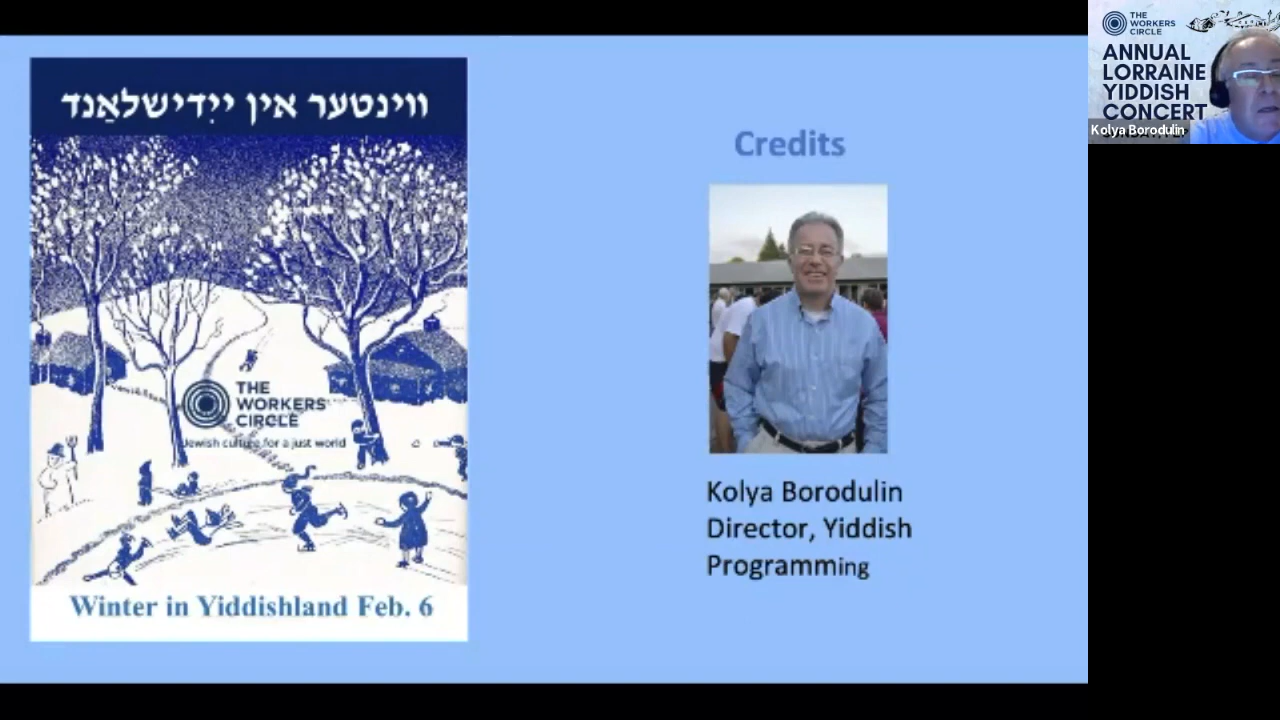 ווינטער אין ייִדישלאַנד
THE
WORKERS
CIRCLE
Jewish culture for a just world
Winter in Yiddishland Feb. 6
Credits
Kolya Borodulin
Director, Yiddish
Programming
THE
WORKERS
CIRCLE
ANNUAL
LORRAINE
YIDDISH
CONCERT
Kolya Borodulin